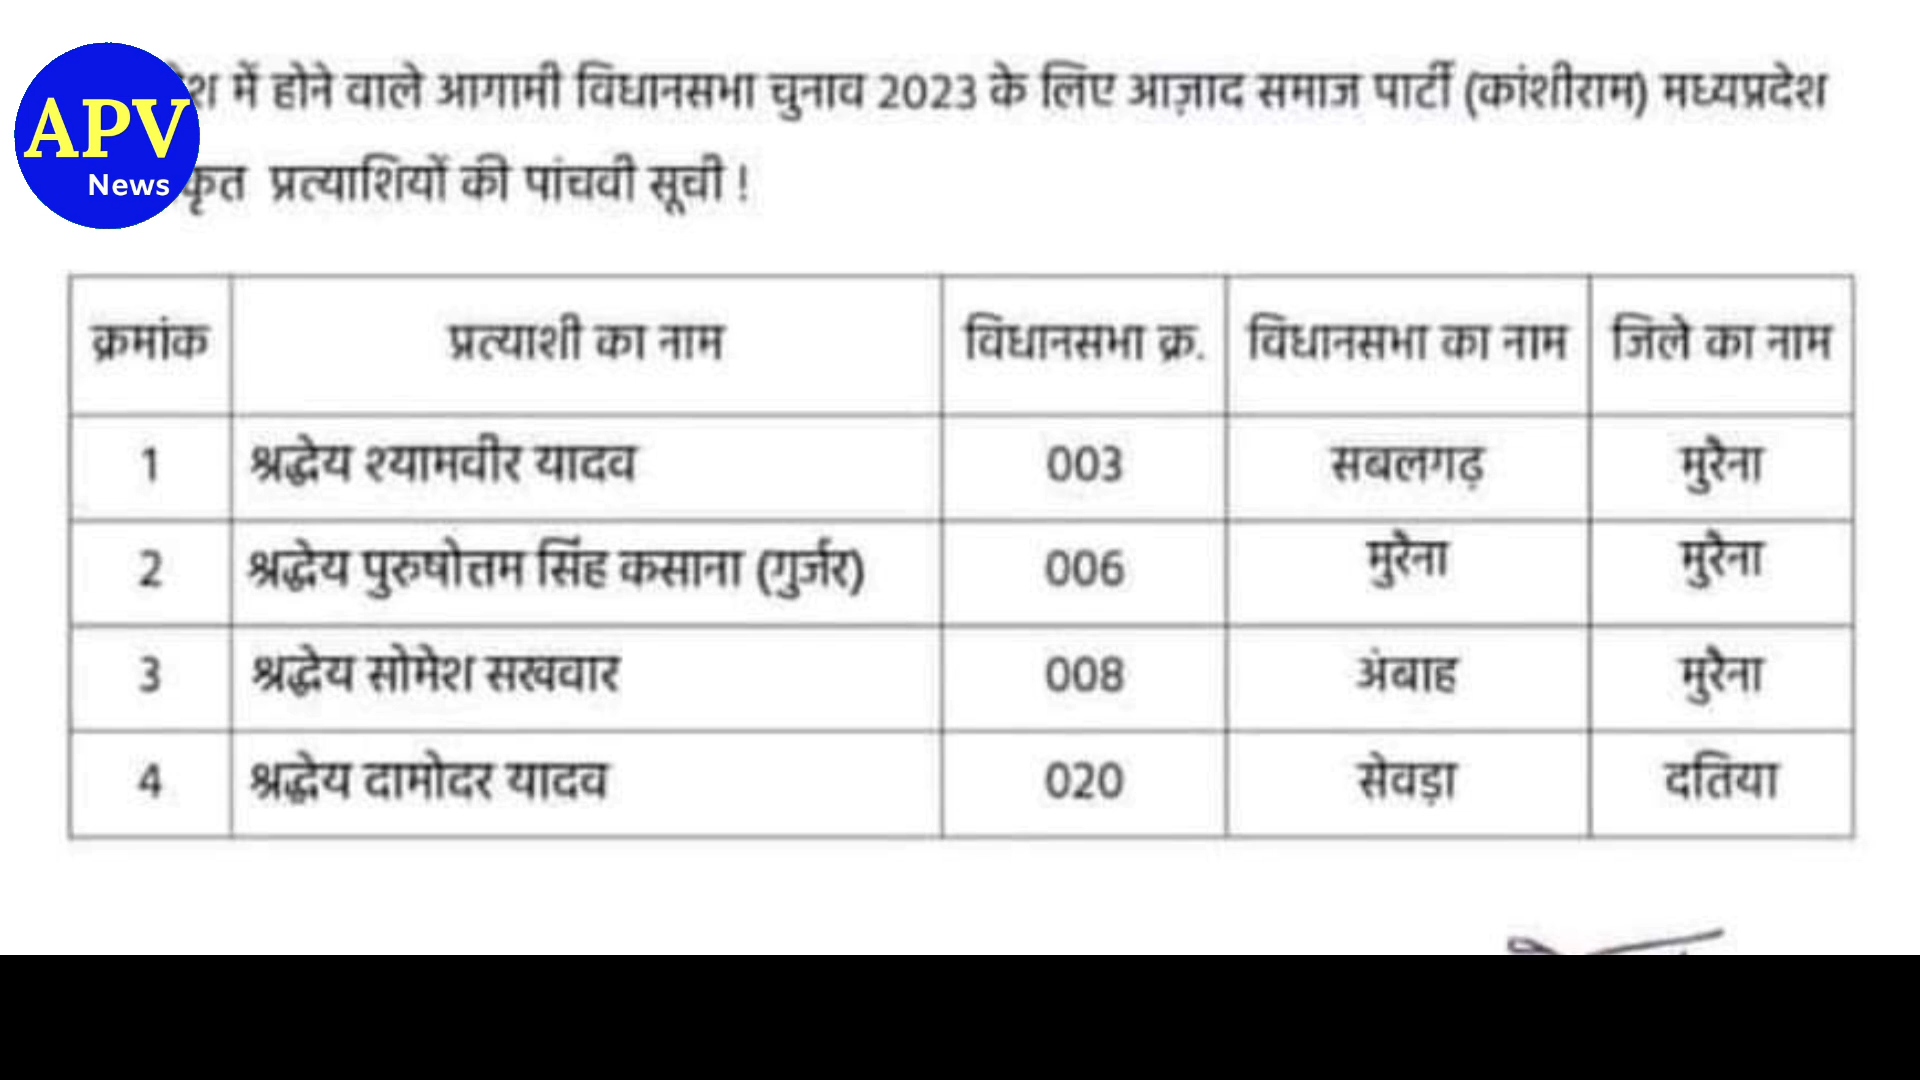 में होने वाले आगामी विधानसभा चुनाव 2023 के लिए आज़ाद समाज पार्टी (कांशीराम) मध्यप्रदेश
APV
News
प्रत्याशियों की पांचवी सूची !
क्रमांक प्रत्याशी का नाम विधानसभा क्र. विधानसभा का नाम जिले का नाम
1 श्रद्धेय श्यामवीर यादव 003 सबलगढ़ मुरैना
2 श्रद्धेय पुरुषोत्तम सिंह कसाना (गुर्जर) 006 मुरैना मुरैना
3 श्रद्धेय सोमेश सखवार 008 अंबाह मुरैना
4 श्रद्धेय दामोदर यादव 020 सेवड़ा दतिया